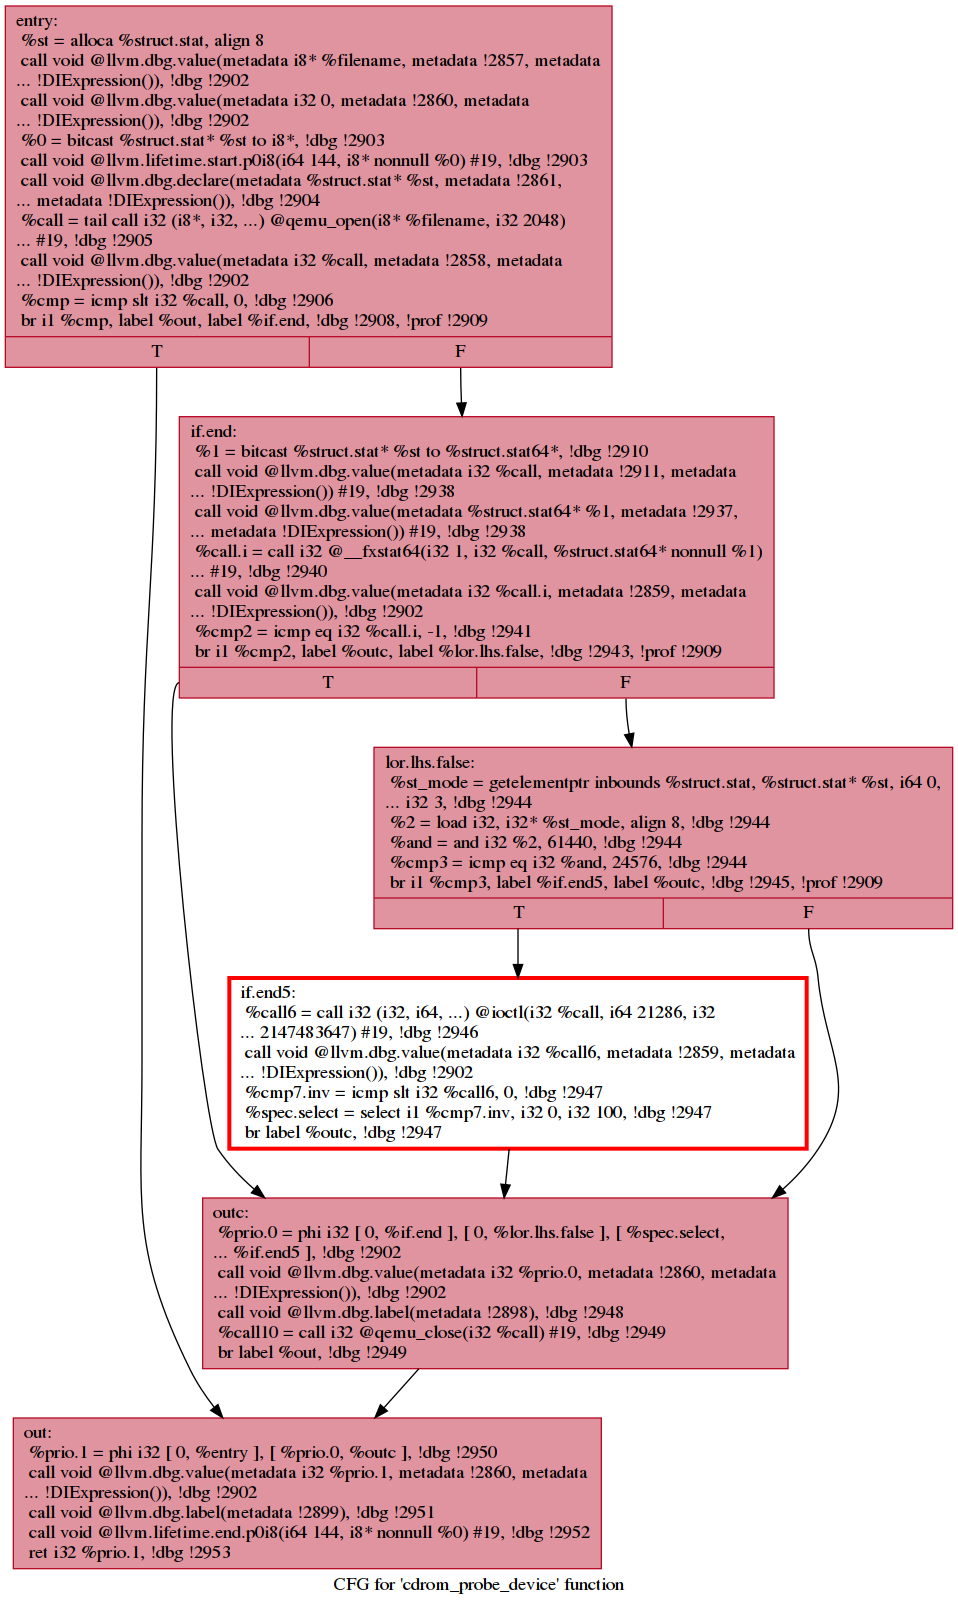 entry:
%st = alloca %struct.stat, align 8
call void @llvm.dbg.value(metadata i8* %filename, metadata !2857, metadata
... !DIExpression()), !dbg !2902
call void @llvm.dbg.value(metadata i32 0, metadata !2860, metadata
... !DIExpression()), !dbg !2902
%0 = bitcast %struct.stat* %st to i8*, !dbg !2903
call void @llvm.lifetime.start.p0i8(i64 144, i8* nonnull %0) #19, !dbg !2903
call void @llvm.dbg.declare(metadata %struct.stat* %st, metadata !2861,
... metadata !DIExpression()), !dbg !2904
%call = tail call i32 (i8*, i32, ...) @qemu_open(i8* %filename, i32 2048)
... #19, !dbg !2905
call void @llvm.dbg.value(metadata i32 %call, metadata !2858, metadata
... !DIExpression()), !dbg !2902
%cmp = icmp slt i32 %call, 0, !dbg !2906
br i1 %cmp, label %out, label %if.end, !dbg !2908, !prof !2909
T F
if.end:
%1 = bitcast %struct.stat* %st to %struct.stat64*, !dbg !2910
call void @llvm.dbg.value(metadata i32 %call, metadata !2911, metadata
... !DIExpression()) #19, !dbg !2938
call void @llvm.dbg.value(metadata %struct.stat64* %1, metadata !2937,
... metadata !DIExpression()) #19, !dbg !2938
%call.i = call i32 @__fxstat64(i32 1, i32 %call, %struct.stat64* nonnull %1)
... #19, !dbg !2940
call void @llvm.dbg.value(metadata i32 %call.i, metadata !2859, metadata
... !DIExpression()), !dbg !2902
%cmp2 = icmp eq i32 %call.i, -1, !dbg !2941
br i1 %cmp2, label %outc, label %lor.lhs.false, !dbg !2943, !prof !2909
T F
lor.lhs.false:
%st_mode = getelementptr inbounds %struct.stat, %struct.stat* %st, i64 0,
... i32 3, !dbg !2944
%2 = load i32, i32* %st_mode, align 8, !dbg !2944
%and = and i32 %2, 61440, !dbg !2944
%cmp3 = icmp eq i32 %and, 24576, !dbg !2944
br i1 %cmp3, label %if.end5, label %outc, !dbg !2945, !prof !2909
T F
if.end5:
%call6 = call i32 (i32, i64, ...) @ioctl(i32 %call, i64 21286, i32
... 2147483647) #19, !dbg !2946
call void @llvm.dbg.value(metadata i32 %call6, metadata !2859, metadata
... !DIExpression()), !dbg !2902
%cmp7.inv = icmp slt i32 %call6, 0, !dbg !2947
%spec.select = select i1 %cmp7.inv, i32 0, i32 100, !dbg !2947
br label %outc, !dbg !2947
outc:
%prio.0 = phi i32 [ 0, %if.end ], [ 0, %lor.lhs.false ], [ %spec.select,
... %if.end5 ], !dbg !2902
call void @llvm.dbg.value(metadata i32 %prio.0, metadata !2860, metadata
... !DIExpression()), !dbg !2902
call void @llvm.dbg.label(metadata !2898), !dbg !2948
%call10 = call i32 @qemu_close(i32 %call) #19, !dbg !2949
br label %out, !dbg !2949
out:
%prio.1 = phi i32 [ 0, %entry ], [ %prio.0, %outc ], !dbg !2950
call void @llvm.dbg.value(metadata i32 %prio.1, metadata !2860, metadata
... !DIExpression()), !dbg !2902
call void @llvm.dbg.label(metadata !2899), !dbg !2951
call void @llvm.lifetime.end.p0i8(i64 144, i8* nonnull %0) #19, !dbg !2952
ret i32 %prio.1, !dbg !2953
CFG for 'cdrom_probe_device' function